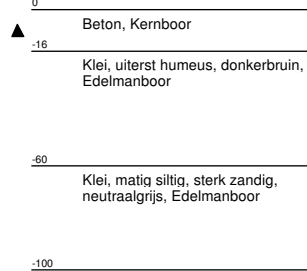 0
Beton, Kernboor
-16
Klei, uiterst humeus, donkerbruin,
Edelmanboor
-60
Klei, matig siltig, sterk zandig,
neutraalgrijs, Edelmanboor
-100